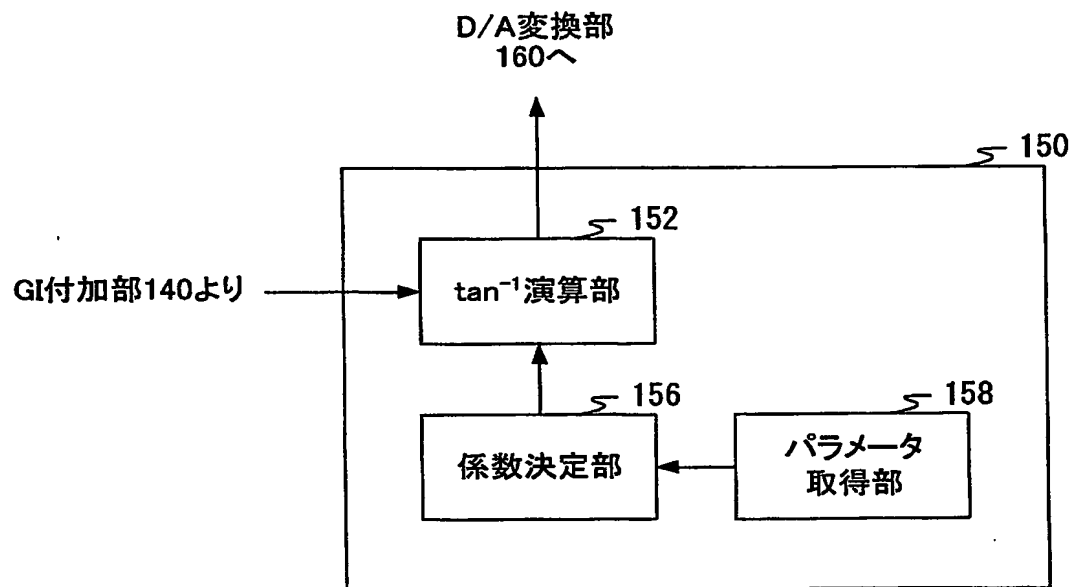 D/A変換部
160へ
150
152
GI付加部140より
tan⁻¹演算部
156
158
係数決定部
パラメータ
取得部